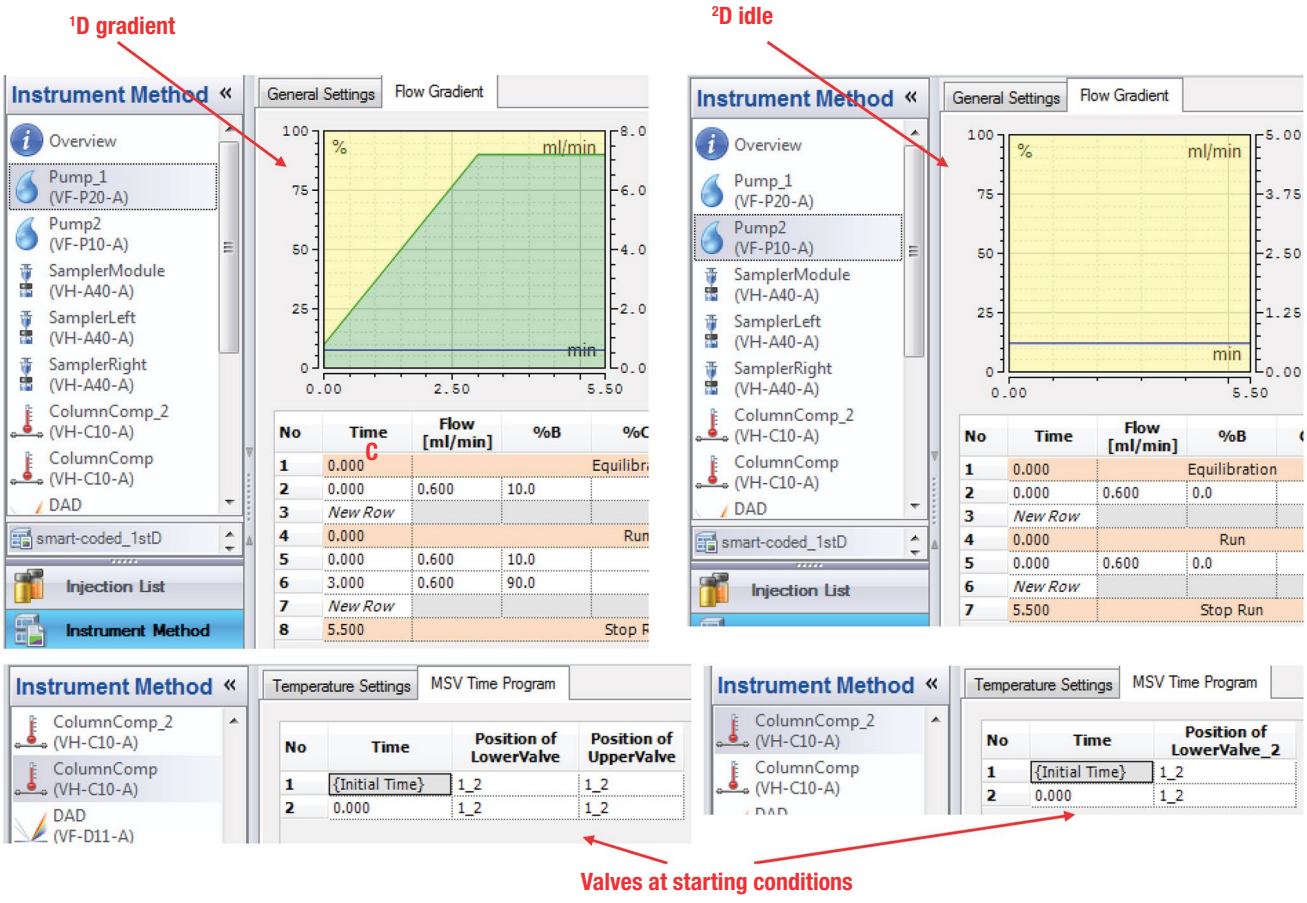 ¹D gradient
²D idle
Instrument Method «
Overview
Pump_1
(VF-P20-A)
Pump2
(VF-P10-A)
SamplerModule
(VH-A40-A)
SamplerLeft
(VH-A40-A)
SamplerRight
(VH-A40-A)
ColumnComp_2
(VH-C10-A)
ColumnComp
(VH-C10-A)
DAD
smart-coded_1stD
Injection List
Instrument Method
General Settings Flow Gradient
100 % ml/min 8.0
75 6.0
50 4.0
25 2.0
min
0 0.0
0.00 2.50 5.50
No Time Flow [ml/min] %B %C
C
1 0.000 Equilibra
2 0.000 0.600 10.0
3 New Row
4 0.000 Run
5 0.000 0.600 10.0
6 3.000 0.600 90.0
7 New Row
8 5.500 Stop R
Instrument Method «
Overview
Pump_1
(VF-P20-A)
Pump2
(VF-P10-A)
SamplerModule
(VH-A40-A)
SamplerLeft
(VH-A40-A)
SamplerRight
(VH-A40-A)
ColumnComp_2
(VH-C10-A)
ColumnComp
(VH-C10-A)
DAD
smart-coded_1stD
Injection List
General Settings Flow Gradient
100 % ml/min 5.00
75 3.75
50 2.50
25 1.25
min
0 0.00
0.00 5.50
No Time Flow [ml/min] %B
1 0.000 Equilibration
2 0.000 0.600 0.0
3 New Row
4 0.000 Run
5 0.000 0.600 0.0
6 New Row
7 5.500 Stop Run
Instrument Method «
ColumnComp_2
(VH-C10-A)
ColumnComp
(VH-C10-A)
DAD
(VF-D11-A)
Temperature Settings MSV Time Program
No Time Position of LowerValve Position of UpperValve
1 {Initial Time} 1_2 1_2
2 0.000 1_2 1_2
Instrument Method «
ColumnComp_2
(VH-C10-A)
ColumnComp
(VH-C10-A)
Temperature Settings MSV Time Program
No Time Position of LowerValve_2
1 {Initial Time} 1_2
2 0.000 1_2
Valves at starting conditions